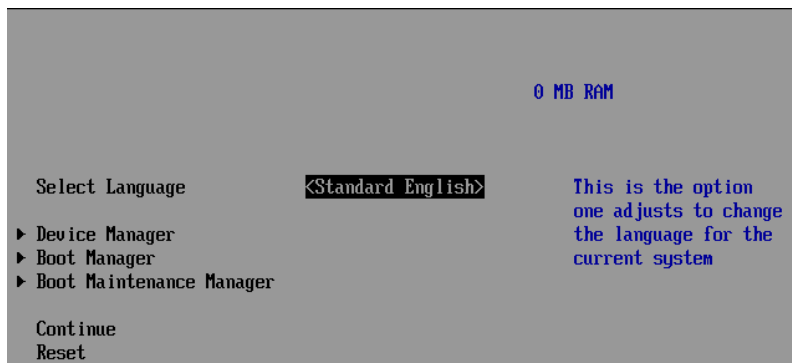 0 MB RAM
Select Language <Standard English> This is the option
one adjusts to change
▶ Device Manager the language for the
▶ Boot Manager current system
▶ Boot Maintenance Manager
Continue
Reset